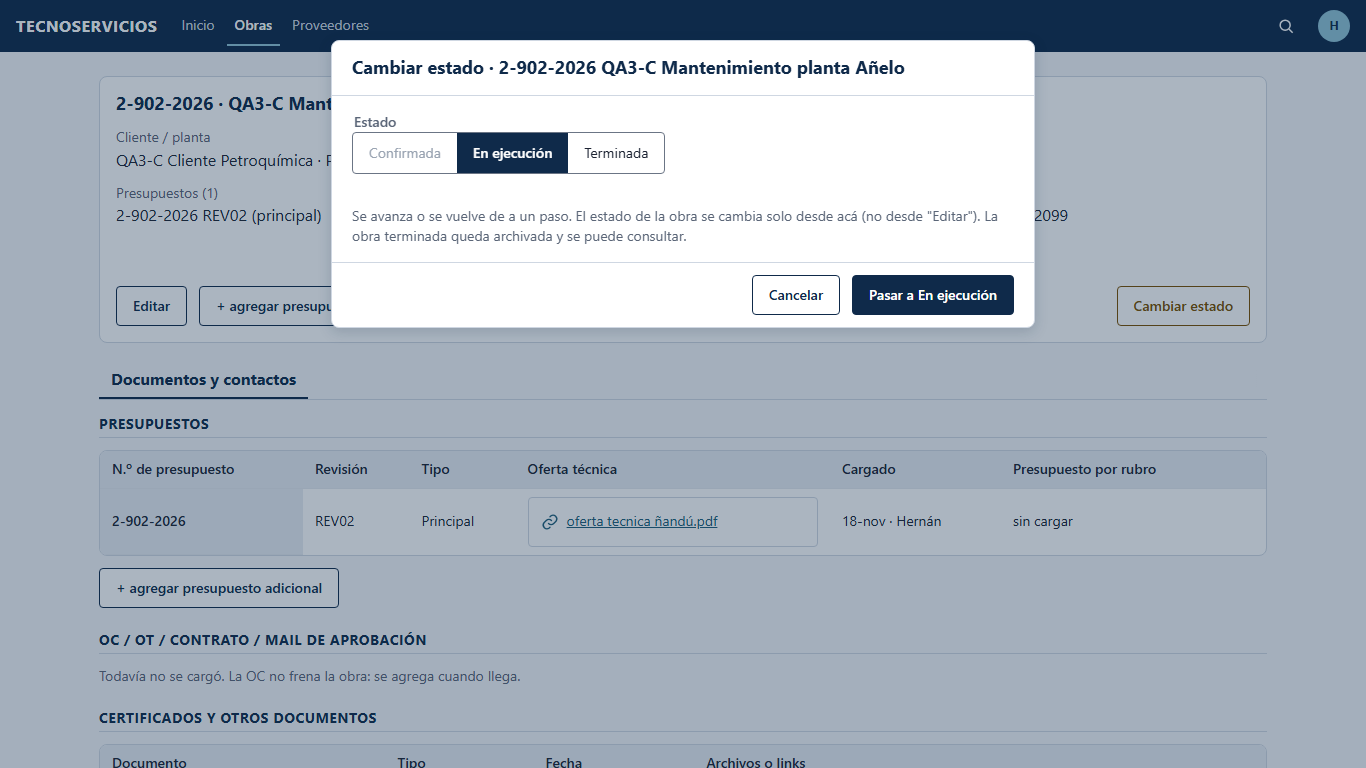 TECNOSERVICIOS Inicio Obras Proveedores H
Cambiar estado · 2-902-2026 QA3-C Mantenimiento planta Añelo
2-902-2026 · QA3-C Mant
Estado
Cliente / planta
Confirmada En ejecución Terminada
QA3-C Cliente Petroquímica ·
Presupuestos (1)
2-902-2026 REV02 (principal) 2099
Se avanza o se vuelve de a un paso. El estado de la obra se cambia solo desde acá (no desde "Editar"). La
obra terminada queda archivada y se puede consultar.
Cancelar Pasar a En ejecución
Editar + agregar presupu Cambiar estado
Documentos y contactos
PRESUPUESTOS
N.º de presupuesto Revisión Tipo Oferta técnica Cargado Presupuesto por rubro
2-902-2026 REV02 Principal oferta tecnica ñandú.pdf 18-nov · Hernán sin cargar
+ agregar presupuesto adicional
OC / OT / CONTRATO / MAIL DE APROBACIÓN
Todavía no se cargó. La OC no frena la obra: se agrega cuando llega.
CERTIFICADOS Y OTROS DOCUMENTOS
Documento Tipo Fecha Archivos o links